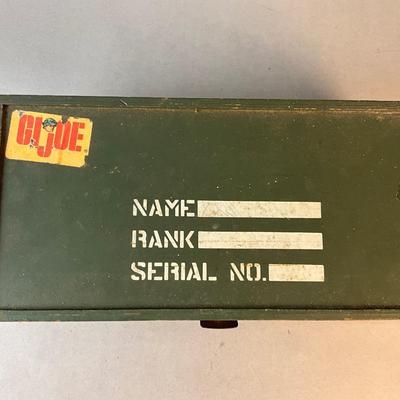 GI JOE
NAME
RANK
SERIAL NO.